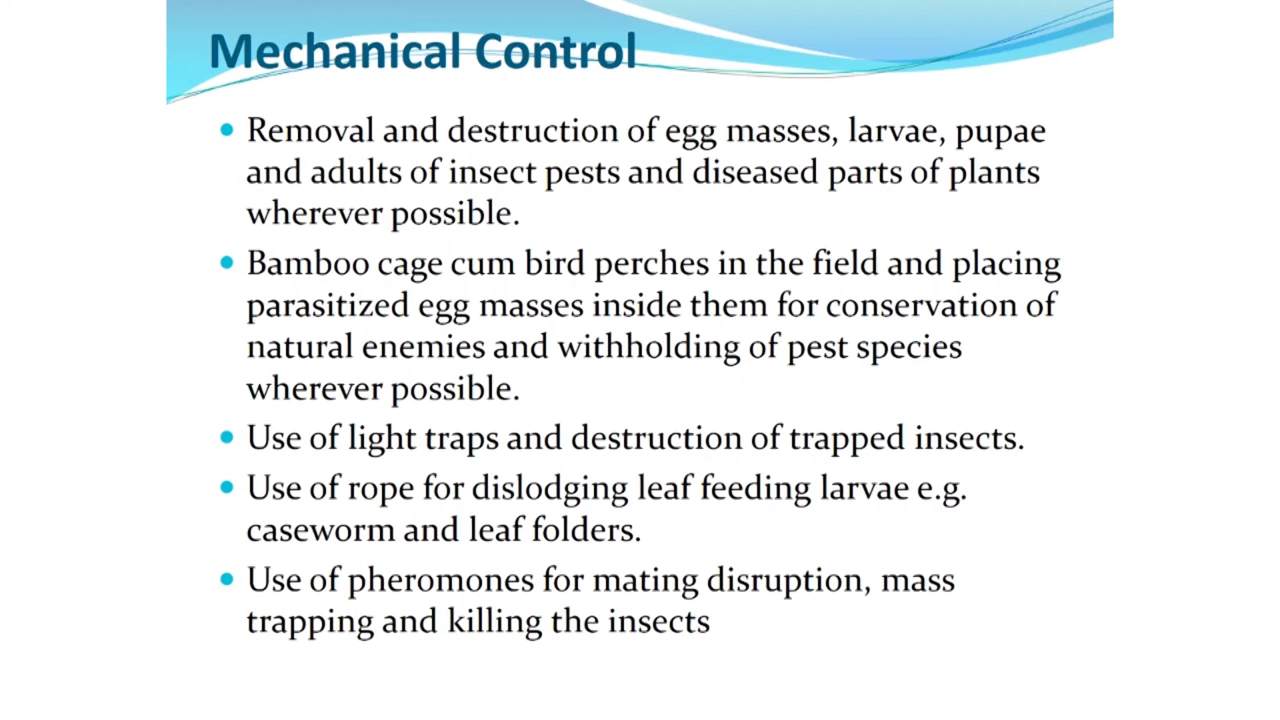 Mechanical Control
• Removal and destruction of egg masses, larvae, pupae
and adults of insect pests and diseased parts of plants
wherever possible.
• Bamboo cage cum bird perches in the field and placing
parasitized egg masses inside them for conservation of
natural enemies and withholding of pest species
wherever possible.
• Use of light traps and destruction of trapped insects.
• Use of rope for dislodging leaf feeding larvae e.g.
caseworm and leaf folders.
• Use of pheromones for mating disruption, mass
trapping and killing the insects